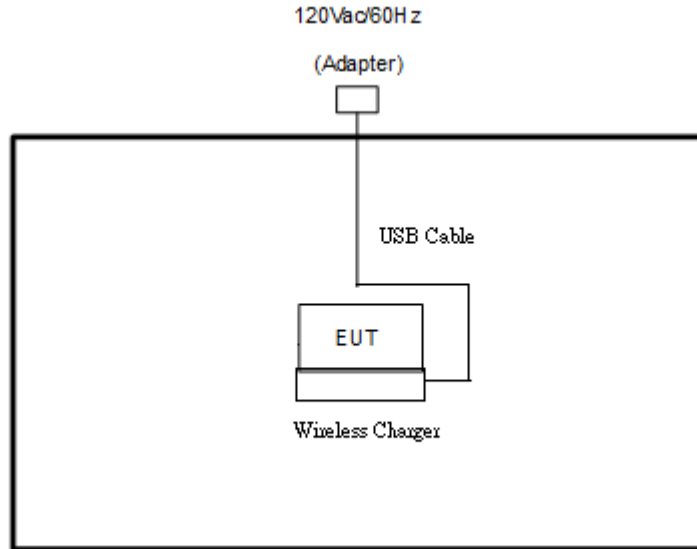 120Vac/60Hz
(Adapter)
USB Cable
EUT
Wireless Charger